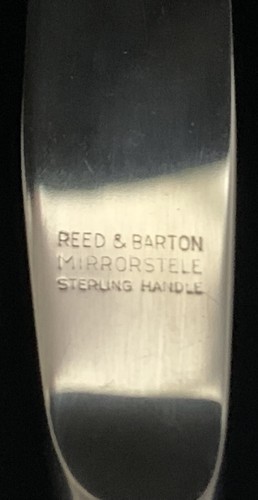 REED & BARTON
MIRRORSTELE
STERLING HANDLE